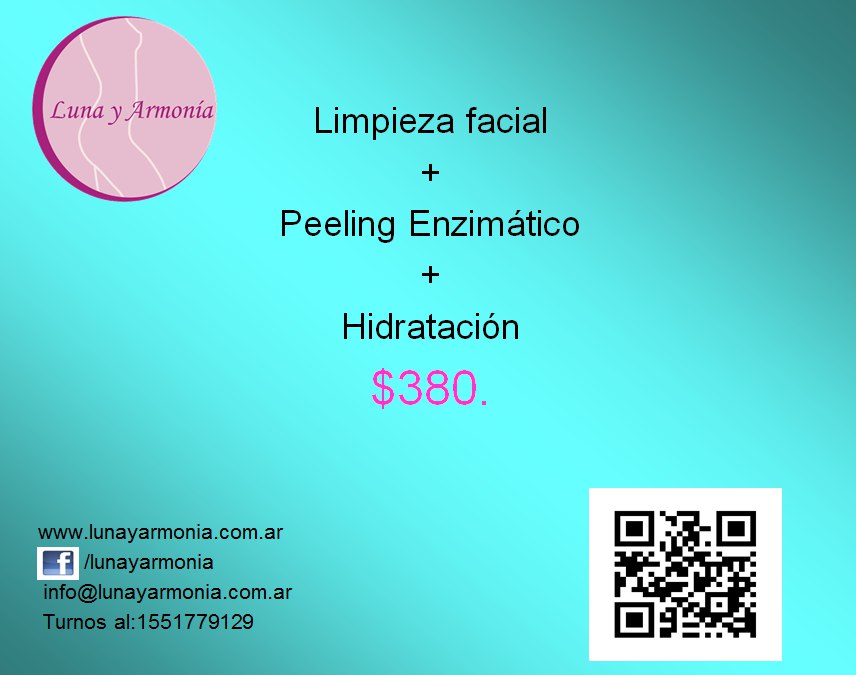 Luna y Armonía
Limpieza facial
+
Peeling Enzimático
+
Hidratación
$380.
www.lunayarmonia.com.ar
f /lunayarmonia
info@lunayarmonia.com.ar
Turnos al:1551779129